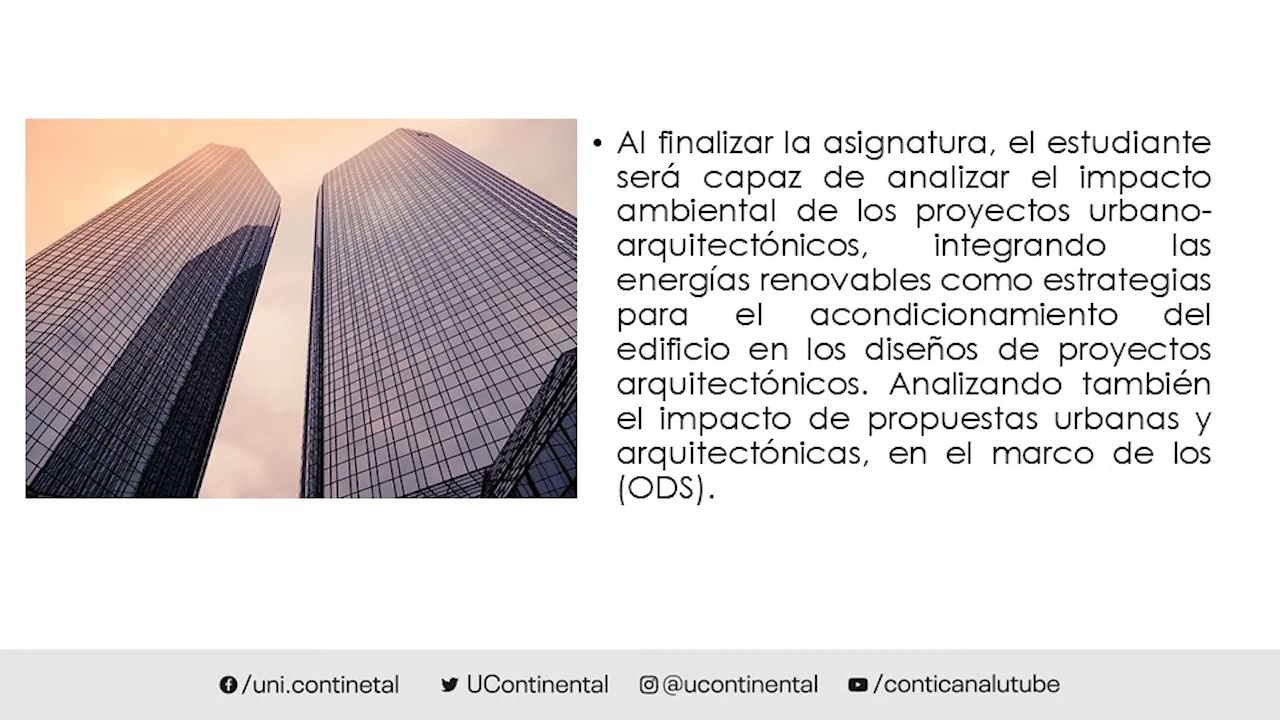 • Al finalizar la asignatura, el estudiante
será capaz de analizar el impacto
ambiental de los proyectos urbano-
arquitectónicos, integrando las
energías renovables como estrategias
para el acondicionamiento del
edificio en los diseños de proyectos
arquitectónicos. Analizando también
el impacto de propuestas urbanas y
arquitectónicas, en el marco de los
(ODS).
/uni.continetal UContinental @ucontinental /conticanalutube